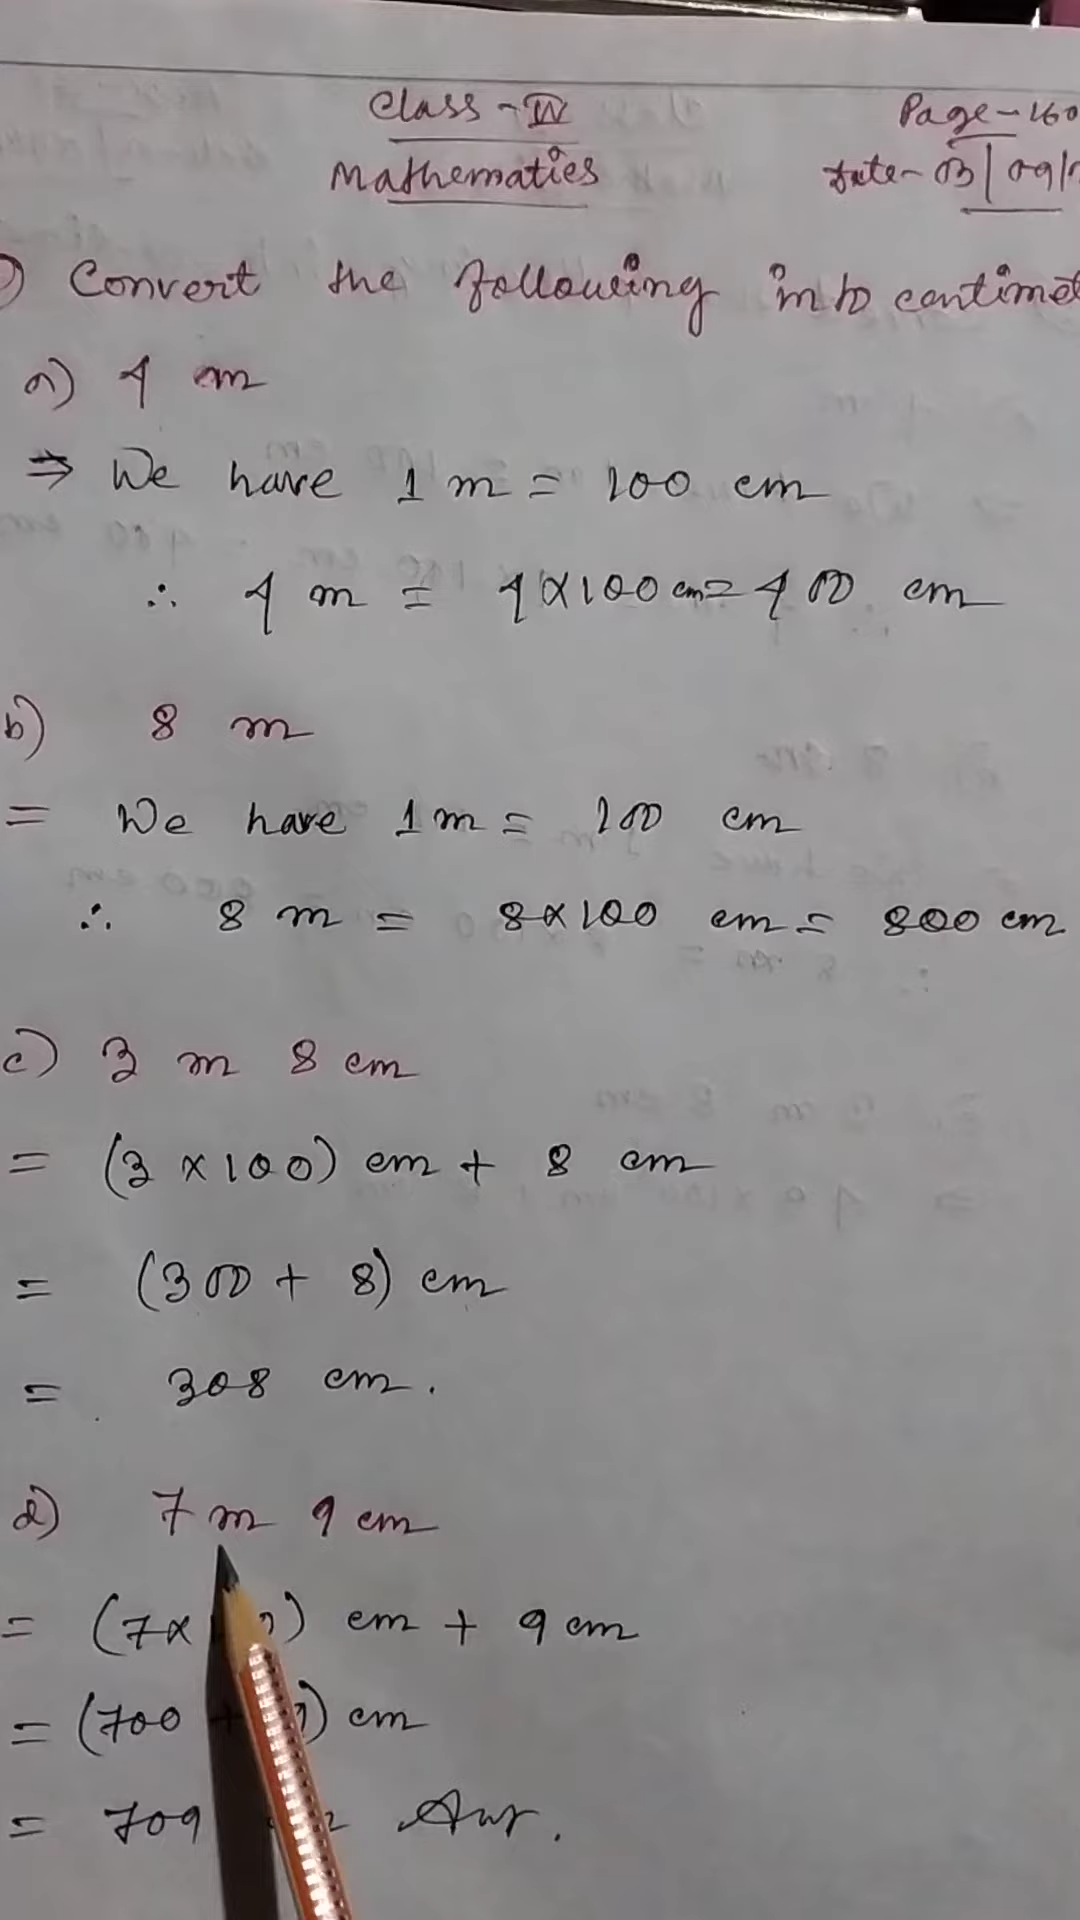 Class - IV
Page - 160
Mathematics
Date - 03/09/
Convert the following into centimet
a) 4 m
⇒ We have 1 m = 100 cm
∴ 4 m = 4×100 cm = 400 cm
b) 8 m
= We have 1 m = 100 cm
∴ 8 m = 8×100 cm = 800 cm
c) 3 m 8 cm
= (3 × 100) cm + 8 cm
= (300 + 8) cm
= 308 cm.
d) 7 m 9 cm
= (7× ) cm + 9 cm
= (700 + 9) cm
= 709 Ans.